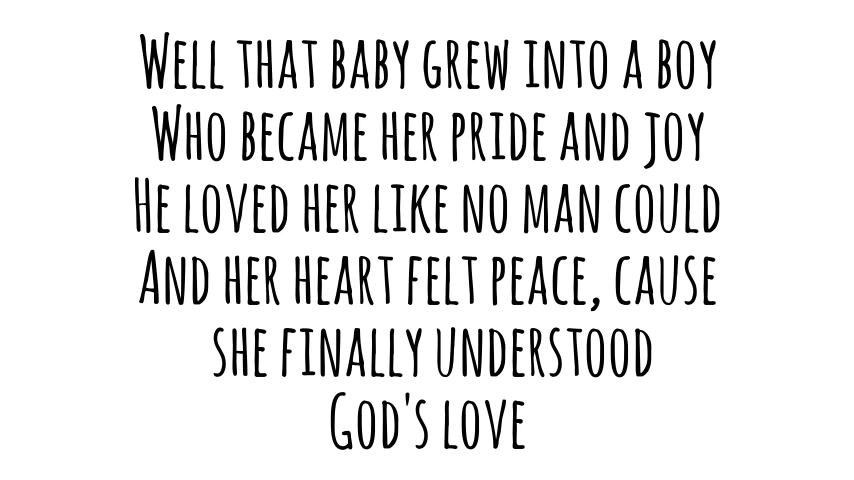 Well that baby grew into a boy
Who became her pride and joy
He loved her like no man could
And her heart felt peace, cause
she finally understood
God's love